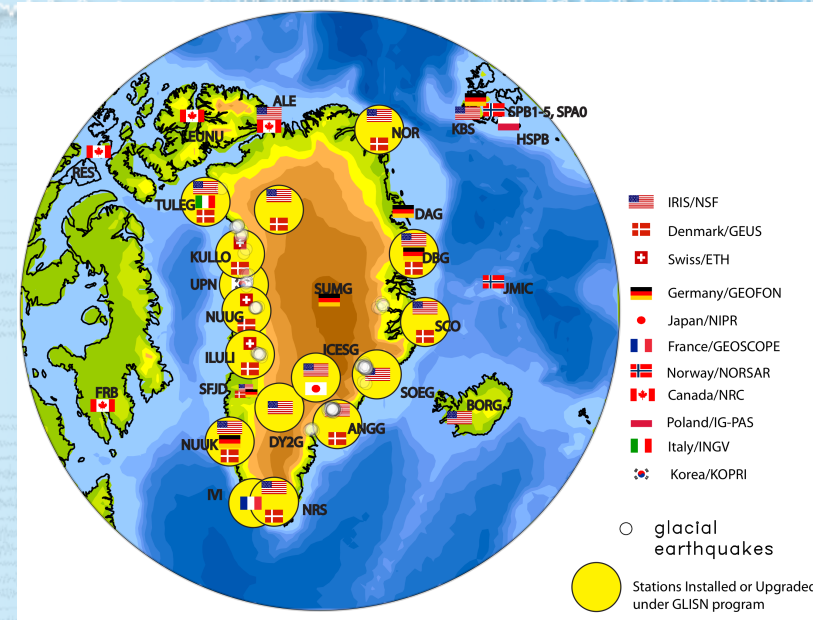 ALE
EUNU
NOR
SPB1-5, SPA0
KBS
HSPB
RES
TULEG
DAG
KULLO
DBG
UPN
SUMG
JMIC
NUUG
SCO
ILULI
ICESG
SFJD
SOEG
FRB
BORG
ANGG
NUUK
DY2G
IVI
NRS
IRIS/NSF
Denmark/GEUS
Swiss/ETH
Germany/GEOFON
Japan/NIPR
France/GEOSCOPE
Norway/NORSAR
Canada/NRC
Poland/IG-PAS
Italy/INGV
Korea/KOPRI
glacial
earthquakes
Stations Installed or Upgraded
under GLISN program